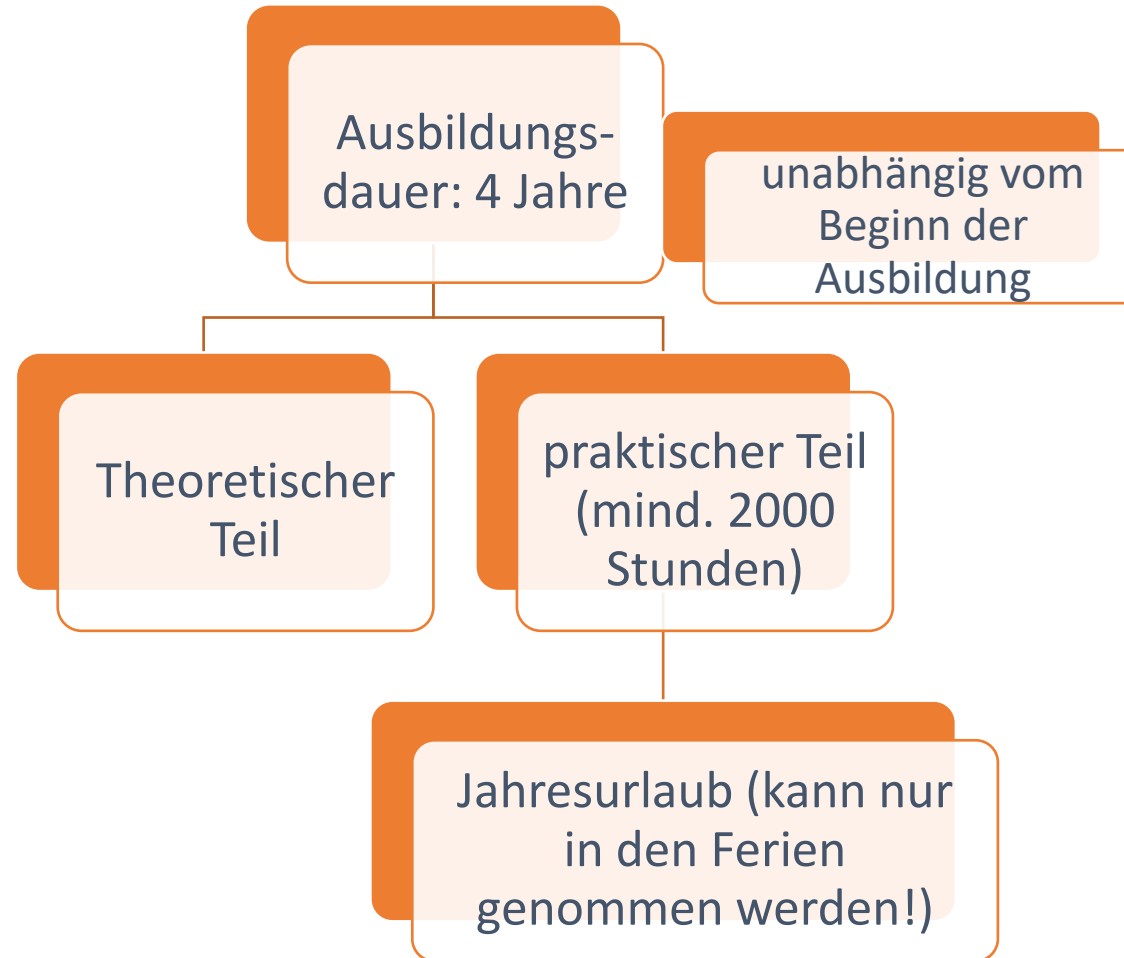 Ausbildungs-
dauer: 4 Jahre
unabhängig vom
Beginn der
Ausbildung
Theoretischer
Teil
praktischer Teil
(mind. 2000
Stunden)
Jahresurlaub (kann nur
in den Ferien
genommen werden!)